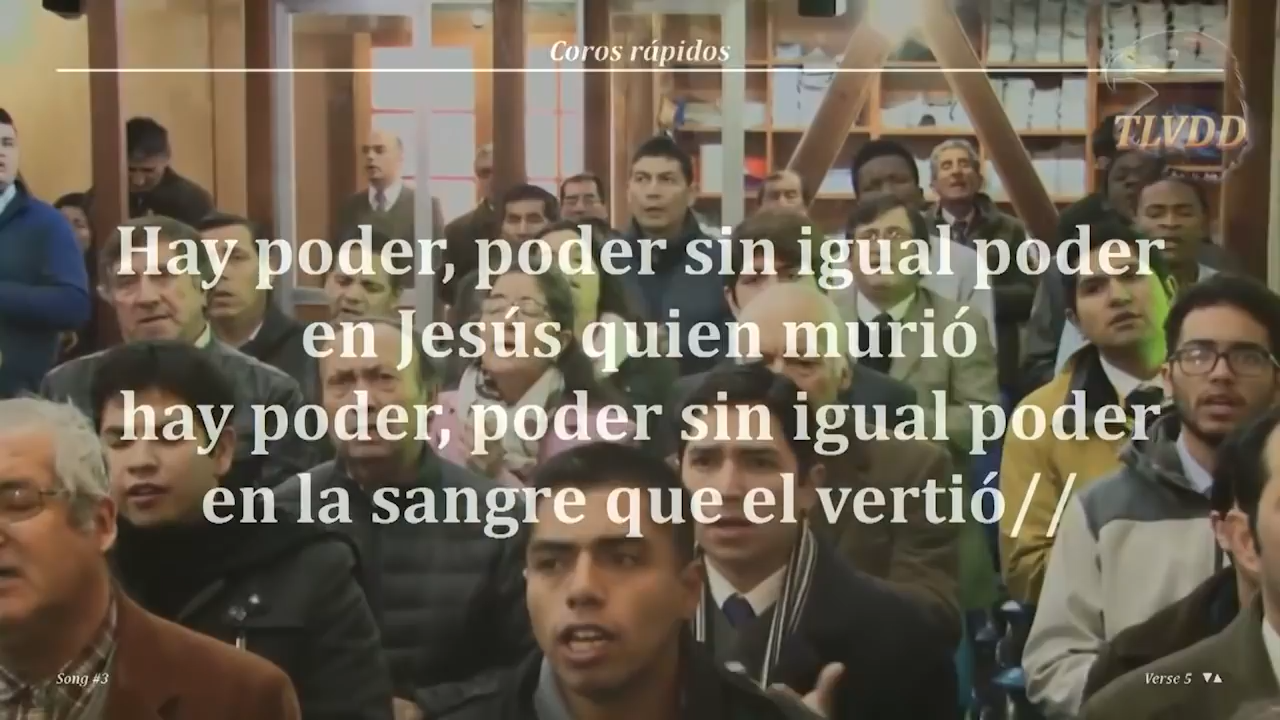 Coros rápidos
TLVDD
Hay poder, poder sin igual poder
en Jesús quien murió
hay poder, poder sin igual poder
en la sangre que el vertió//
Song #3
Verse 5 ▼▲